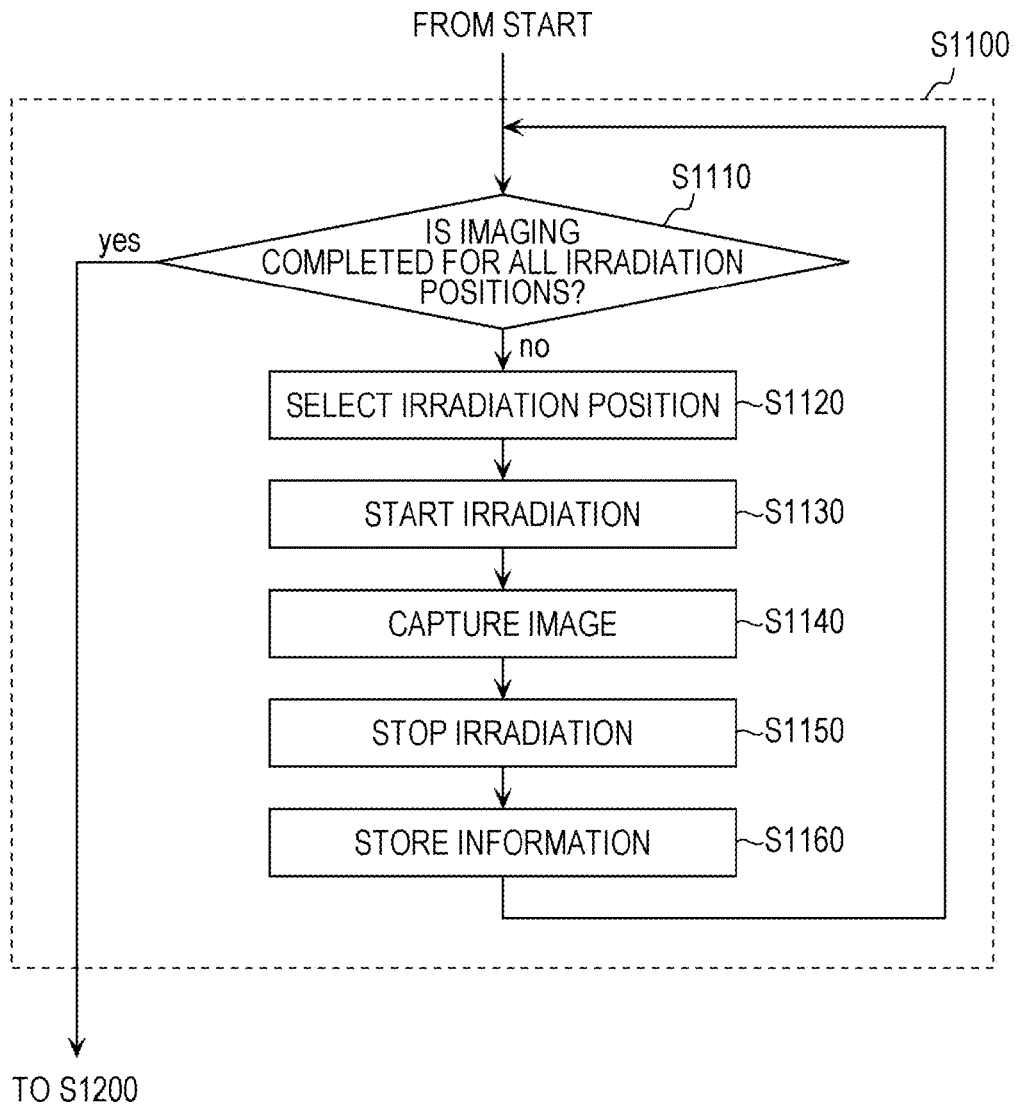 FROM START
S1100
S1110
yes
IS IMAGING
COMPLETED FOR ALL IRRADIATION
POSITIONS?
no
SELECT IRRADIATION POSITION
S1120
START IRRADIATION
S1130
CAPTURE IMAGE
S1140
STOP IRRADIATION
S1150
STORE INFORMATION
S1160
TO S1200